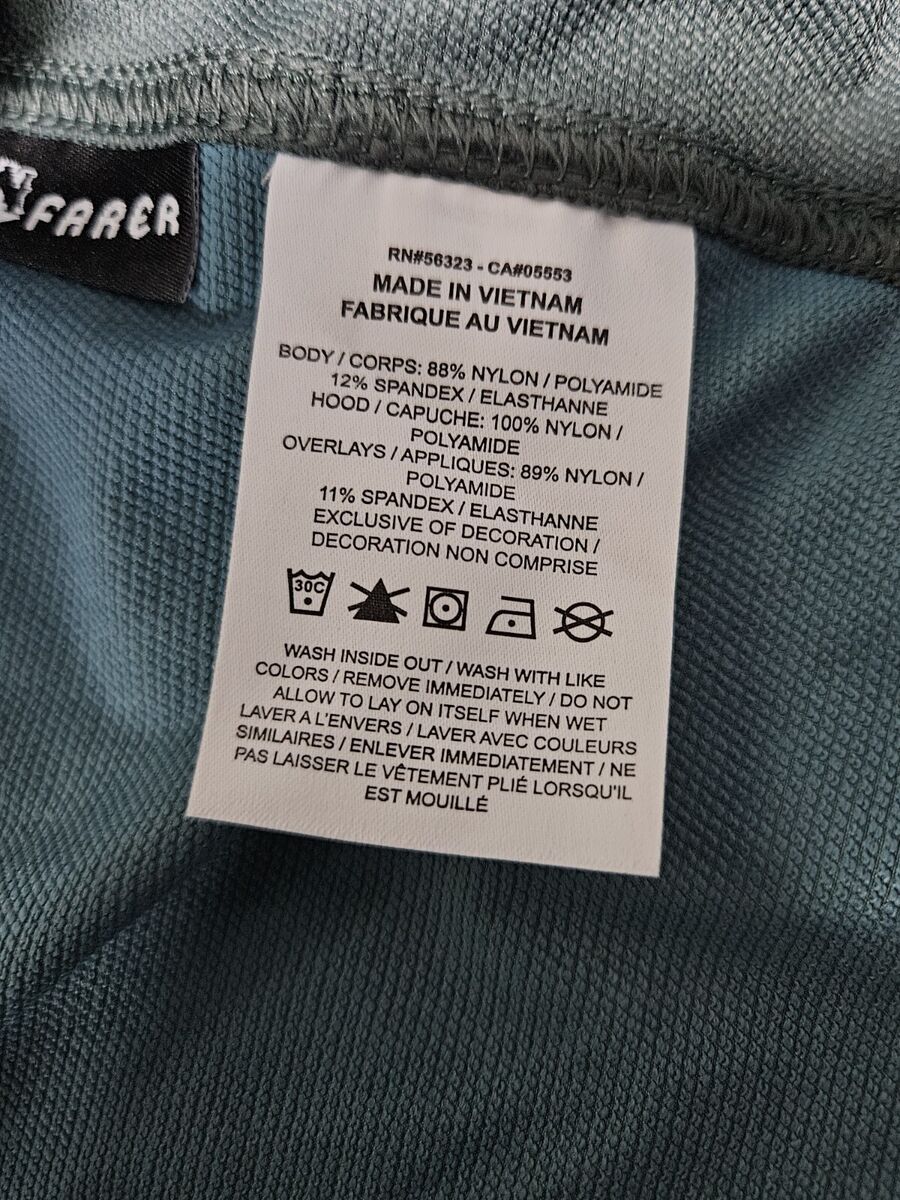 FARER
RN#56323 - CA#05553
MADE IN VIETNAM
FABRIQUE AU VIETNAM
BODY / CORPS: 88% NYLON / POLYAMIDE
12% SPANDEX / ELASTHANNE
HOOD / CAPUCHE: 100% NYLON /
POLYAMIDE
OVERLAYS / APPLIQUES: 89% NYLON /
POLYAMIDE
11% SPANDEX / ELASTHANNE
EXCLUSIVE OF DECORATION /
DECORATION NON COMPRISE
30C
WASH INSIDE OUT / WASH WITH LIKE
COLORS / REMOVE IMMEDIATELY / DO NOT
ALLOW TO LAY ON ITSELF WHEN WET
LAVER A L'ENVERS / LAVER AVEC COULEURS
SIMILAIRES / ENLEVER IMMEDIATEMENT / NE
PAS LAISSER LE VÊTEMENT PLIÉ LORSQU'IL
EST MOUILLÉ